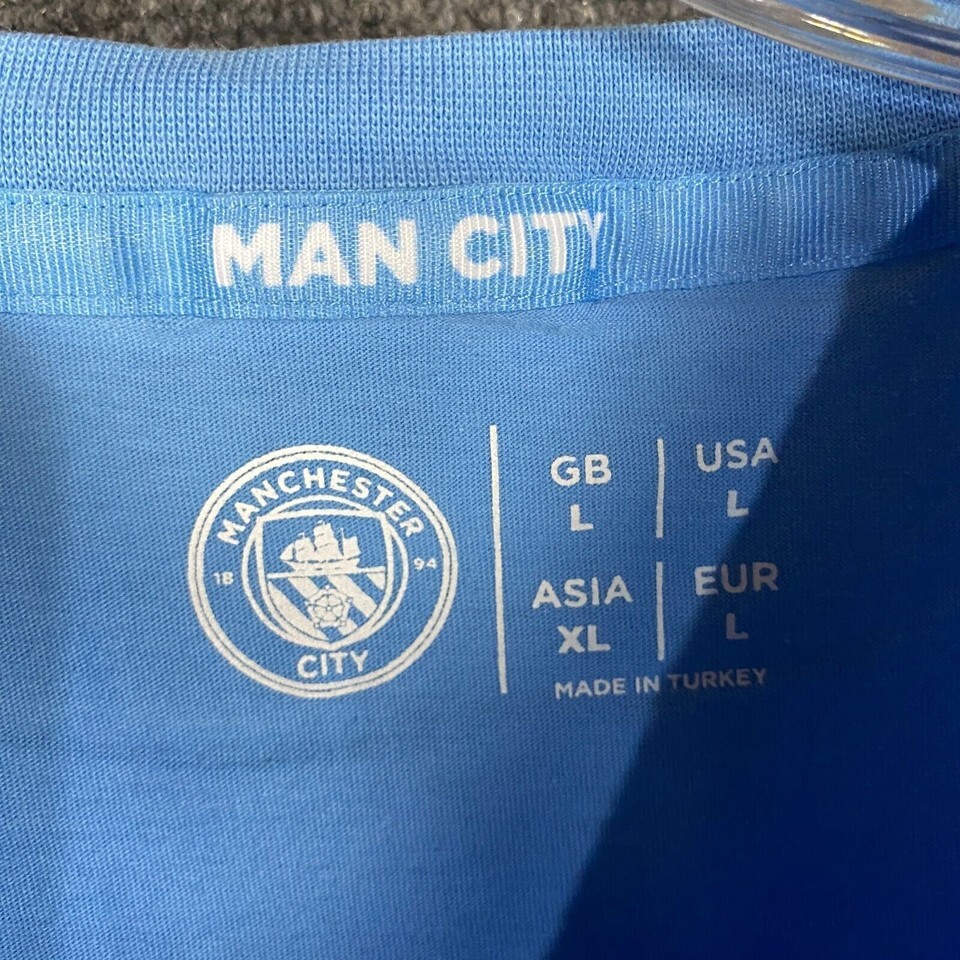 MAN CITY
MANCHESTER
18 94
CITY
GB
L
USA
L
ASIA
XL
EUR
L
MADE IN TURKEY